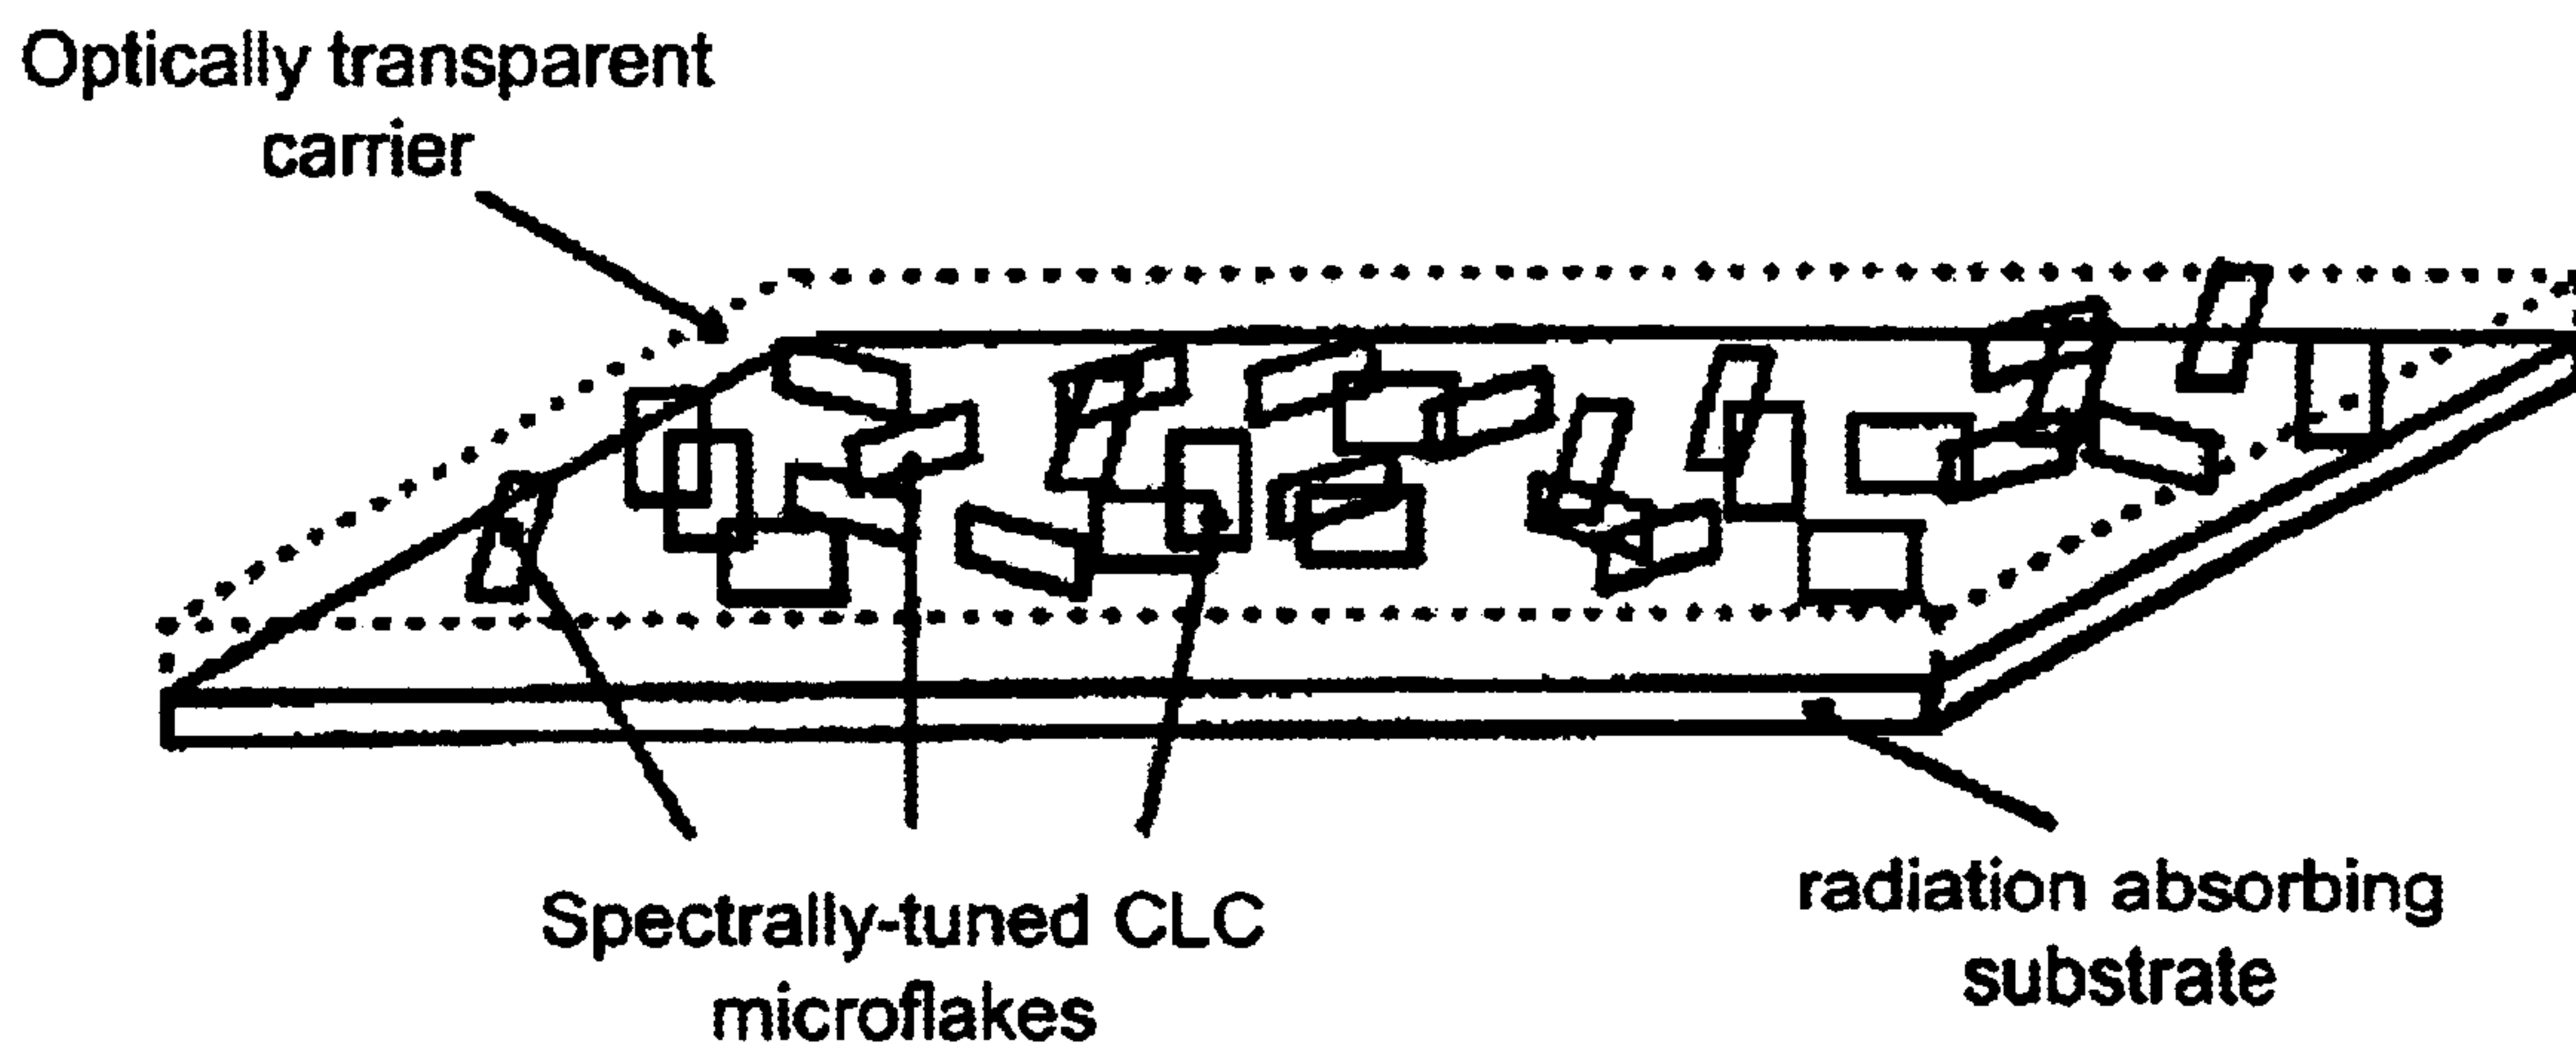 Optically transparent
carrier
Spectrally-tuned CLC
microflakes
radiation absorbing
substrate